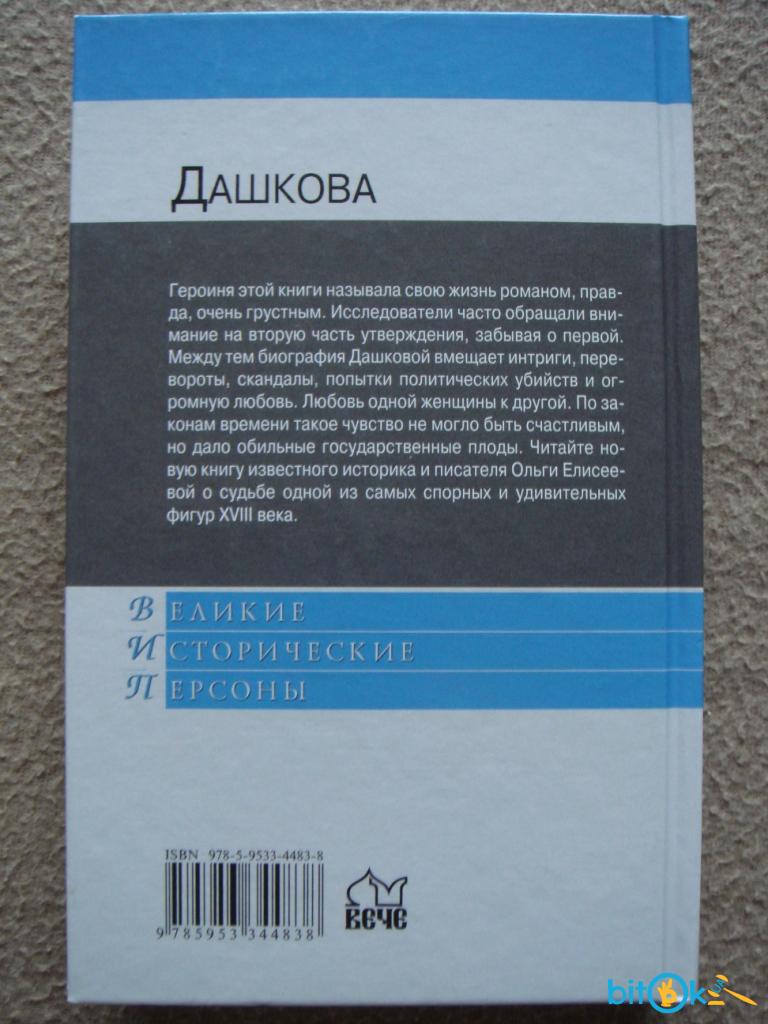 ДАШКОВА
Героиня этой книги называла свою жизнь романом, прав-
да, очень грустным. Исследователи часто обращали вни-
мание на вторую часть утверждения, забывая о первой.
Между тем биография Дашковой вмещает интриги, пере-
вороты, скандалы, попытки политических убийств и ог-
ромную любовь. Любовь одной женщины к другой. По за-
конам времени такое чувство не могло быть счастливым,
но дало обильные государственные плоды. Читайте но-
вую книгу известного историка и писателя Ольги Елисее-
вой о судьбе одной из самых спорных и удивительных
фигур XVIII века.
ВЕЛИКИЕ
ИСТОРИЧЕСКИЕ
ПЕРСОНЫ
ISBN 978-5-9533-4483-8
9 785953 344838
ВЕЧЕ
bitok.ua